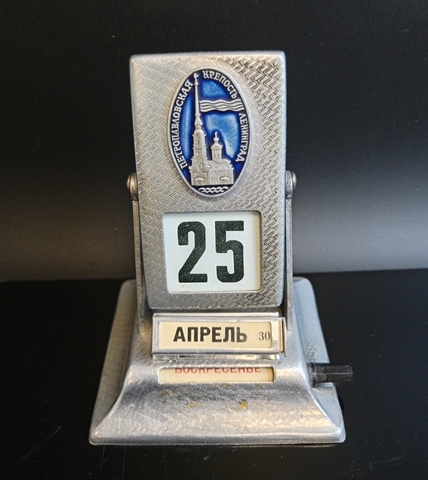 ПЕТРОПАВЛОВСКАЯ КРЕПОСТЬ ЛЕНИНГРАД
25
АПРЕЛЬ 30
ВОСКРЕСЕНЬЕ